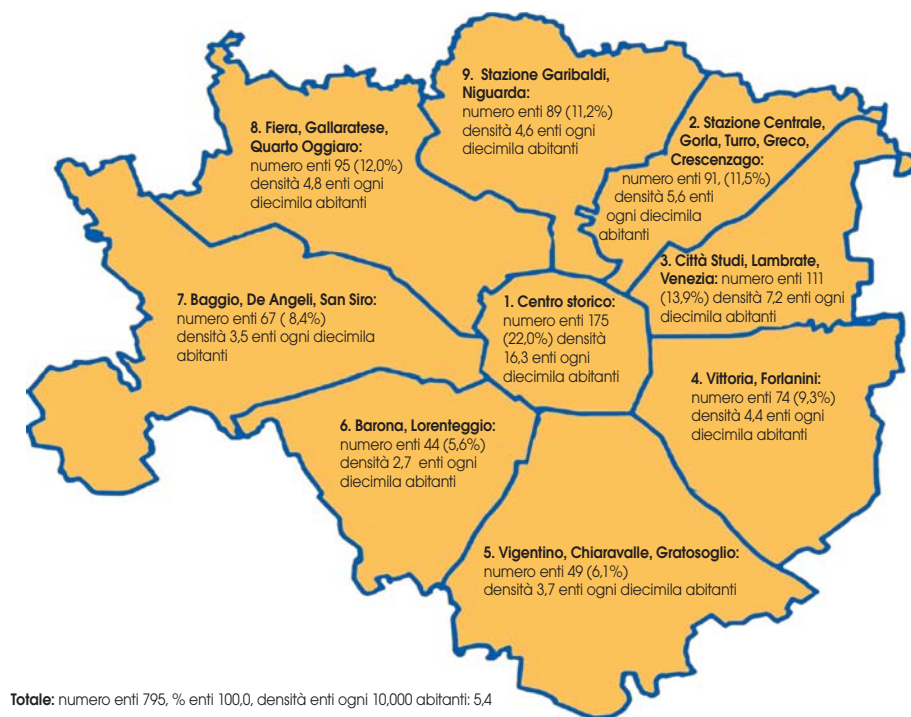 9. Stazione Garibaldi,
Niguarda:
numero enti 89 (11,2%)
densità 4,6 enti ogni
diecimila abitanti
8. Fiera, Gallaratese,
Quarto Oggiaro:
numero enti 95 (12,0%)
densità 4,8 enti ogni
diecimila abitanti
2. Stazione Centrale,
Gorla, Turro, Greco,
Crescenzago:
numero enti 91, (11,5%)
densità 5,6 enti
ogni diecimila
abitanti
3. Città Studi, Lambrate,
Venezia: numero enti 111
(13,9%) densità 7,2 enti ogni
diecimila abitanti
7. Baggio, De Angeli, San Siro:
numero enti 67 ( 8,4%)
densità 3,5 enti ogni diecimila
abitanti
1. Centro storico:
numero enti 175
(22,0%) densità
16,3 enti ogni
diecimila abitanti
4. Vittoria, Forlanini:
numero enti 74 (9,3%)
densità 4,4 enti ogni
diecimila abitanti
6. Barona, Lorenteggio:
numero enti 44 (5,6%)
densità 2,7 enti ogni
diecimila abitanti
5. Vigentino, Chiaravalle, Gratosoglio:
numero enti 49 (6,1%)
densità 3,7 enti ogni diecimila abitanti
Totale: numero enti 795, % enti 100,0, densità enti ogni 10,000 abitanti: 5,4